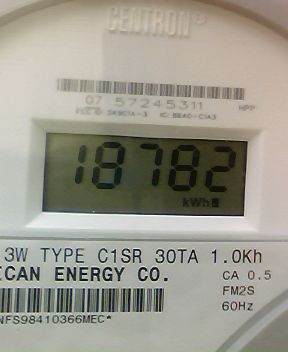 CENTRON®
07 57245311
18782
kWh
3W TYPE C1SR 30TA 1.0Kh
ICAN ENERGY CO.
CA 0.5
FM2S
60Hz
NFS98410366MEC*